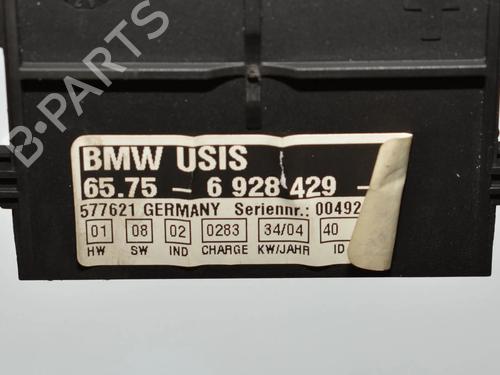 B-PARTS
BMW USIS
65.75 - 6 928 429 -
577621 GERMANY Seriennr.: 00492
01 08 02 0283 34/04 40
HW SW IND CHARGE KW/JAHR ID